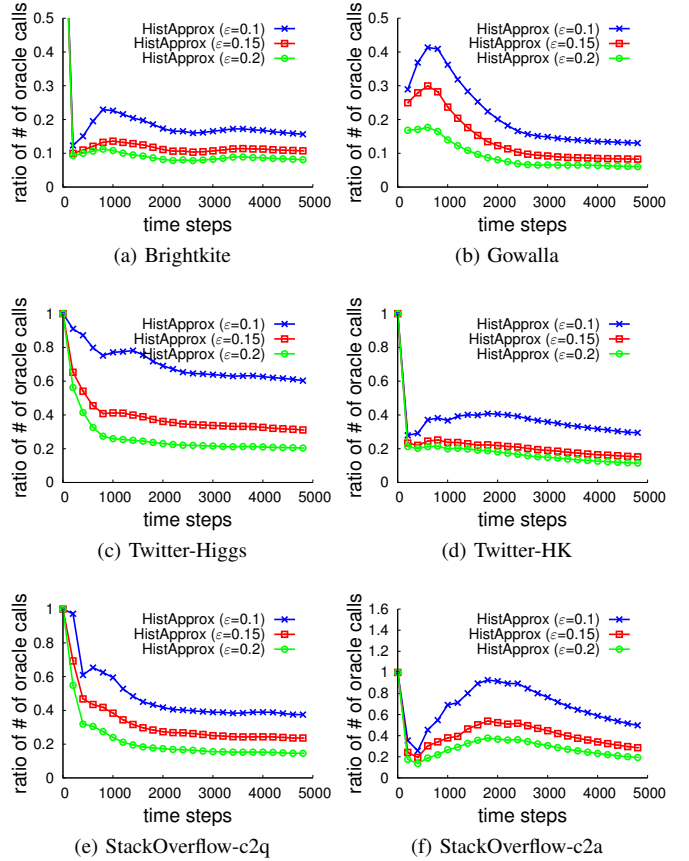 ratio of # of oracle calls
0.5
0.4
0.3
0.2
0.1
0
HistApprox (ε=0.1)
HistApprox (ε=0.15)
HistApprox (ε=0.2)
0 1000 2000 3000 4000 5000
time steps
(a) Brightkite
ratio of # of oracle calls
0.5
0.4
0.3
0.2
0.1
0
HistApprox (ε=0.1)
HistApprox (ε=0.15)
HistApprox (ε=0.2)
0 1000 2000 3000 4000 5000
time steps
(b) Gowalla
ratio of # of oracle calls
1
0.8
0.6
0.4
0.2
0
HistApprox (ε=0.1)
HistApprox (ε=0.15)
HistApprox (ε=0.2)
0 1000 2000 3000 4000 5000
time steps
(c) Twitter-Higgs
ratio of # of oracle calls
1
0.8
0.6
0.4
0.2
0
HistApprox (ε=0.1)
HistApprox (ε=0.15)
HistApprox (ε=0.2)
0 1000 2000 3000 4000 5000
time steps
(d) Twitter-HK
ratio of # of oracle calls
1
0.8
0.6
0.4
0.2
0
HistApprox (ε=0.1)
HistApprox (ε=0.15)
HistApprox (ε=0.2)
0 1000 2000 3000 4000 5000
time steps
(e) StackOverflow-c2q
ratio of # of oracle calls
1.6
1.4
1.2
1
0.8
0.6
0.4
0.2
0
HistApprox (ε=0.1)
HistApprox (ε=0.15)
HistApprox (ε=0.2)
0 1000 2000 3000 4000 5000
time steps
(f) StackOverflow-c2a